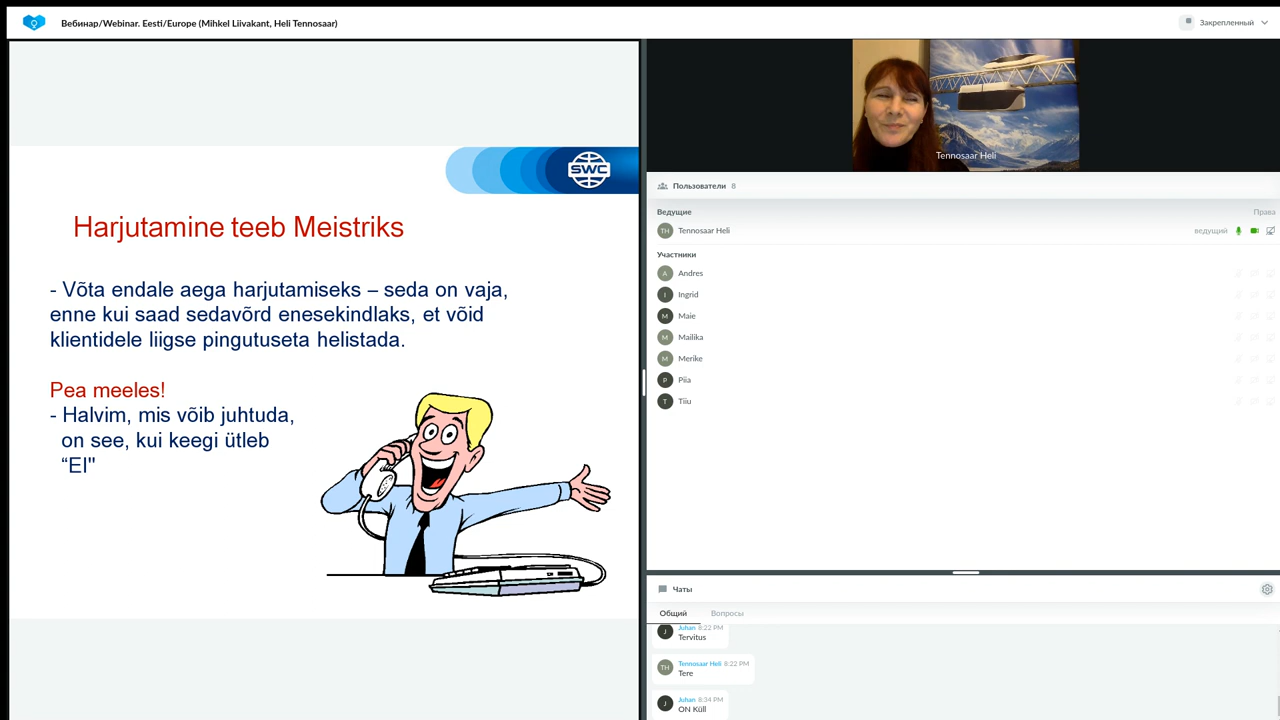 Вебинар/Webinar. Eesti/Europe (Mihkel Liivakant, Heli Tennosaar)
Закрепленный
SWC
Harjutamine teeb Meistriks
- Võta endale aega harjutamiseks – seda on vaja,
enne kui saad sedavõrd enesekindlaks, et võid
klientidele liigse pingutuseta helistada.
Pea meeles!
- Halvim, mis võib juhtuda,
on see, kui keegi ütleb
“EI"
Tennosaar Heli
Пользователи 8
Ведущие Права
TH Tennosaar Heli ведущий
Участники
A Andres
I Ingrid
M Maie
M Mailika
M Merike
P Piia
T Tiiu
Чаты
Общий Вопросы
J Juhan 8:22 PM
Tervitus
TH Tennosaar Heli 8:22 PM
Tere
J Juhan 8:34 PM
ON Küll